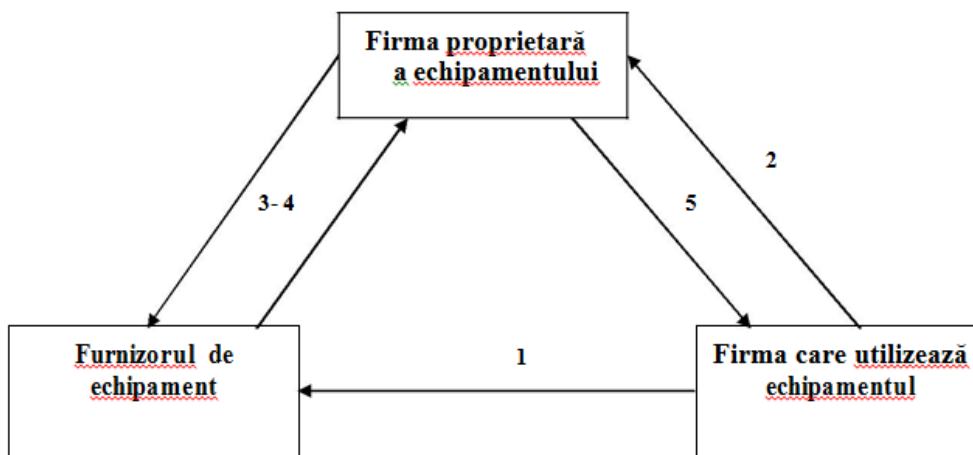 Firma proprietară
a echipamentului
2
3- 4
5
1
Furnizorul de
echipament
Firma care utilizează
echipamentul